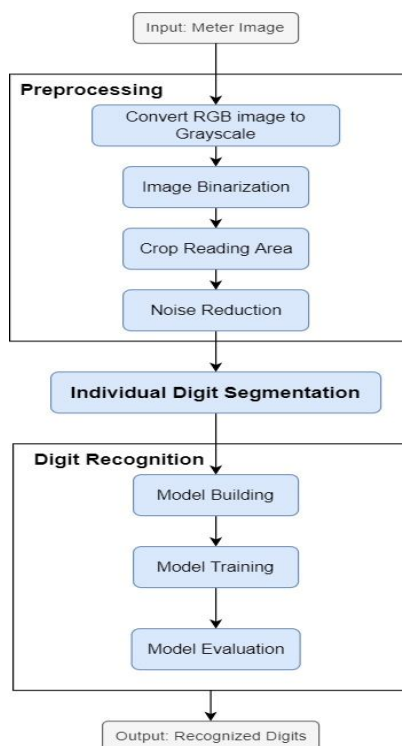 Input: Meter Image
Preprocessing
Convert RGB image to
Grayscale
Image Binarization
Crop Reading Area
Noise Reduction
Individual Digit Segmentation
Digit Recognition
Model Building
Model Training
Model Evaluation
Output: Recognized Digits